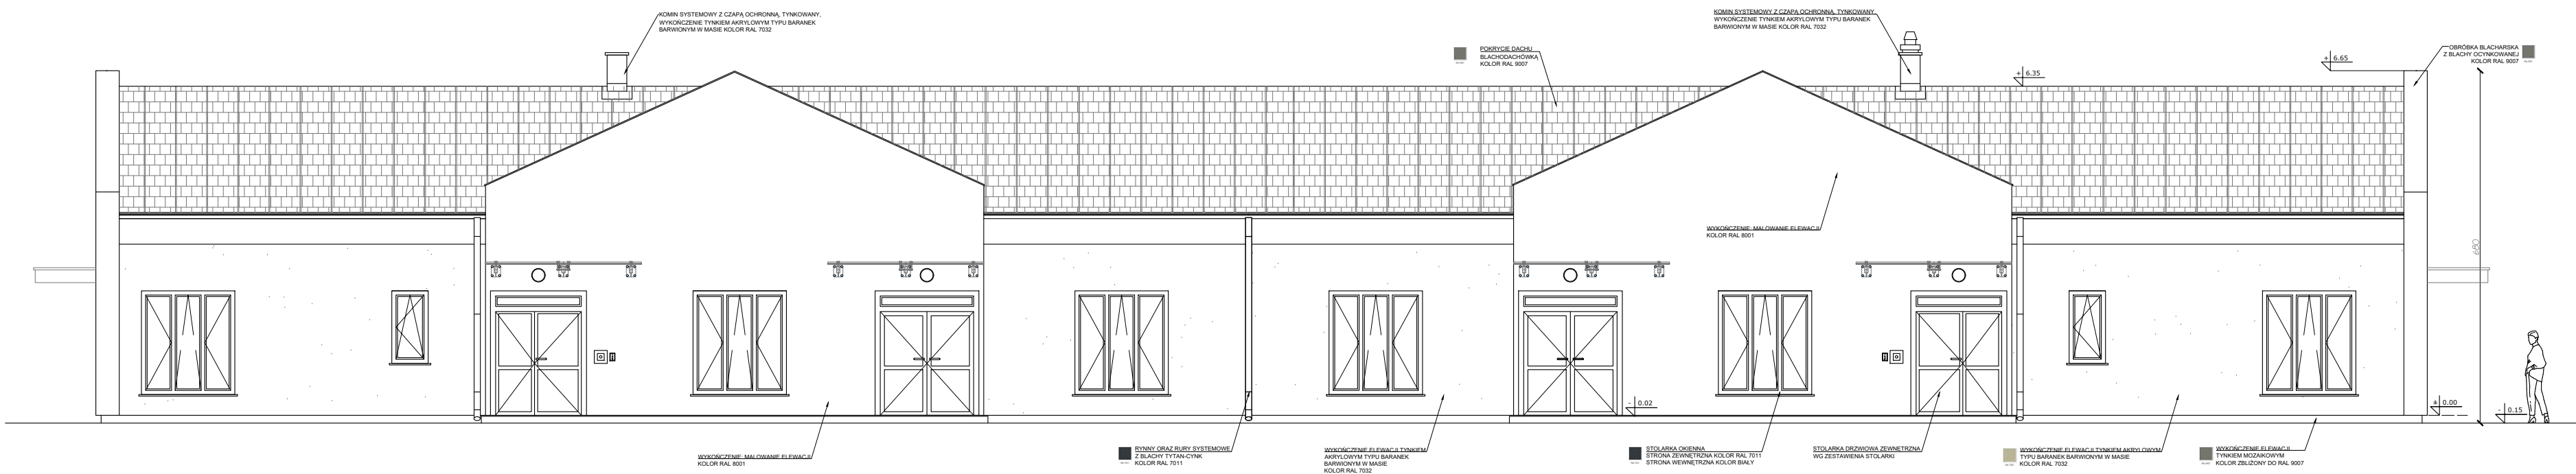 KOMIN SYSTEMOWY Z CZAPĄ OCHRONNĄ, TYNKOWANY,
WYKOŃCZENIE TYNKIEM AKRYLOWYM TYPU BARANEK
BARWIONYM W MASIE KOLOR RAL 7032
POKRYCIE DACHU
BLACHODACHÓWKĄ
KOLOR RAL 9007
KOMIN SYSTEMOWY Z CZAPĄ OCHRONNĄ, TYNKOWANY,
WYKOŃCZENIE TYNKIEM AKRYLOWYM TYPU BARANEK
BARWIONYM W MASIE KOLOR RAL 7032
+ 6.35
+ 6.65
OBRÓBKA BLACHARSKA
Z BLACHY OCYNKOWANEJ
KOLOR RAL 9007
WYKOŃCZENIE: MALOWANIE ELEWACJI
KOLOR RAL 8001
680
- 0.02
± 0.00
- 0.15
WYKOŃCZENIE: MALOWANIE ELEWACJI
KOLOR RAL 8001
RYNNY ORAZ RURY SYSTEMOWE
Z BLACHY TYTAN-CYNK
KOLOR RAL 7011
WYKOŃCZENIE ELEWACJI TYNKIEM
AKRYLOWYM TYPU BARANEK
BARWIONYM W MASIE
KOLOR RAL 7032
STOLARKA OKIENNA
STRONA ZEWNĘTRZNA KOLOR RAL 7011
STRONA WEWNĘTRZNA KOLOR BIAŁY
STOLARKA DRZWIOWA ZEWNĘTRZNA
WG ZESTAWIENIA STOLARKI
WYKOŃCZENIE ELEWACJI TYNKIEM AKRYLOWYM
TYPU BARANEK BARWIONYM W MASIE
KOLOR RAL 7032
WYKOŃCZENIE ELEWACJI
TYNKIEM MOZAIKOWYM
KOLOR ZBLIŻONY DO RAL 9007